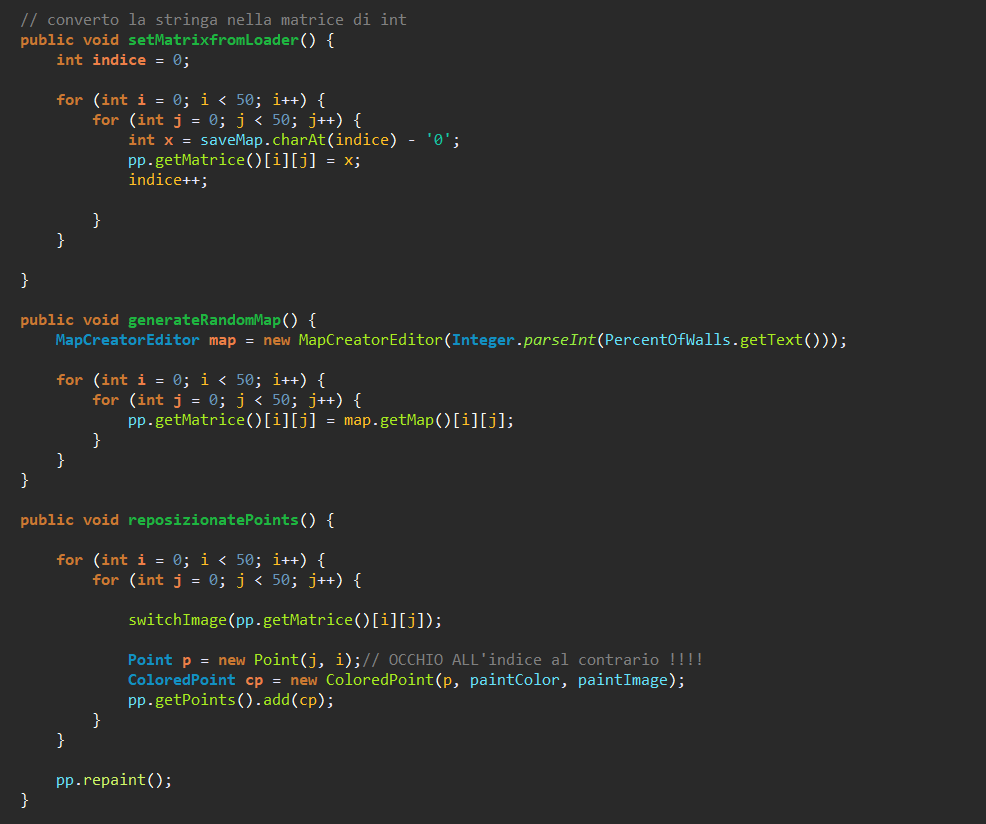 // converto la stringa nella matrice di int
public void setMatrixfromLoader() {
    int indice = 0;
    for (int i = 0; i < 50; i++) {
        for (int j = 0; j < 50; j++) {
            int x = saveMap.charAt(indice) - '0';
            pp.getMatrice()[i][j] = x;
            indice++;
        }
    }
}
public void generateRandomMap() {
    MapCreatorEditor map = new MapCreatorEditor(Integer.parseInt(PercentOfWalls.getText()));
    for (int i = 0; i < 50; i++) {
        for (int j = 0; j < 50; j++) {
            pp.getMatrice()[i][j] = map.getMap()[i][j];
        }
    }
}
public void reposizionatePoints() {
    for (int i = 0; i < 50; i++) {
        for (int j = 0; j < 50; j++) {
            switchImage(pp.getMatrice()[i][j]);
            Point p = new Point(j, i);// OCCHIO ALL'indice al contrario !!!!
            ColoredPoint cp = new ColoredPoint(p, paintColor, paintImage);
            pp.getPoints().add(cp);
        }
    }
    pp.repaint();
}